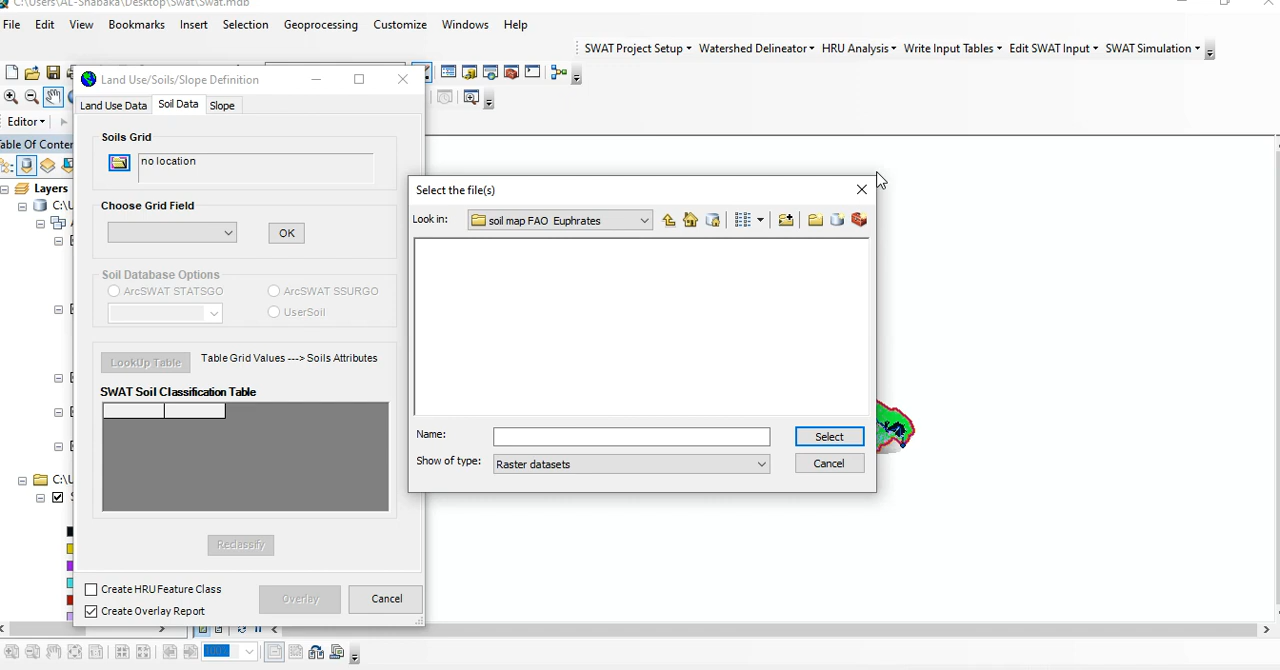 C:\Users\AL-Shabaka\Desktop\Swat\Swat.mdb
File Edit View Bookmarks Insert Selection Geoprocessing Customize Windows Help
SWAT Project Setup Watershed Delineator HRU Analysis Write Input Tables Edit SWAT Input SWAT Simulation
Land Use/Soils/Slope Definition
Editor
Land Use Data Soil Data Slope
Soils Grid
no location
Layers
C:\U
Choose Grid Field
OK
Soil Database Options
ArcSWAT STATSGO ArcSWAT SSURGO
UserSoil
LookUp Table Table Grid Values ---> Soils Attributes
SWAT Soil Classification Table
C:\U
Reclassify
Create HRU Feature Class
Create Overlay Report
Overlay Cancel
Select the file(s)
Look in: soil map FAO Euphrates
Name: Select
Show of type: Raster datasets Cancel